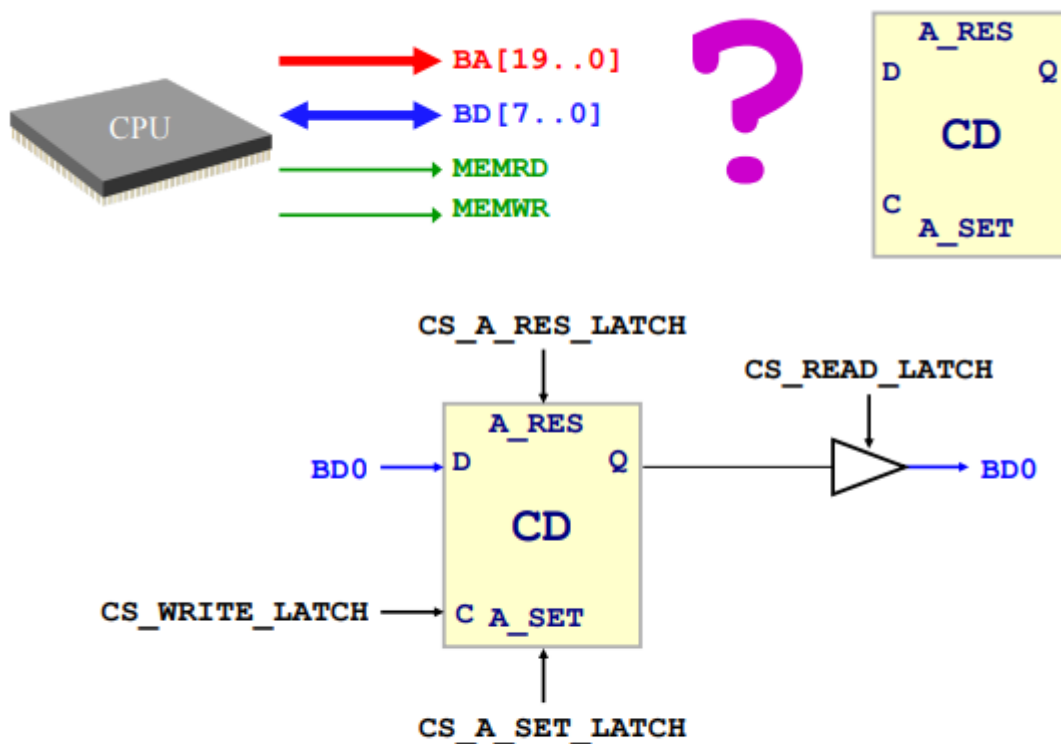 CPU
BA[19..0]
BD[7..0]
MEMRD
MEMWR
?
A_RES
D Q
CD
C
A_SET
CS_A_RES_LATCH
CS_READ_LATCH
A_RES
BD0 D Q BD0
CD
CS_WRITE_LATCH C A_SET
CS_A_SET_LATCH